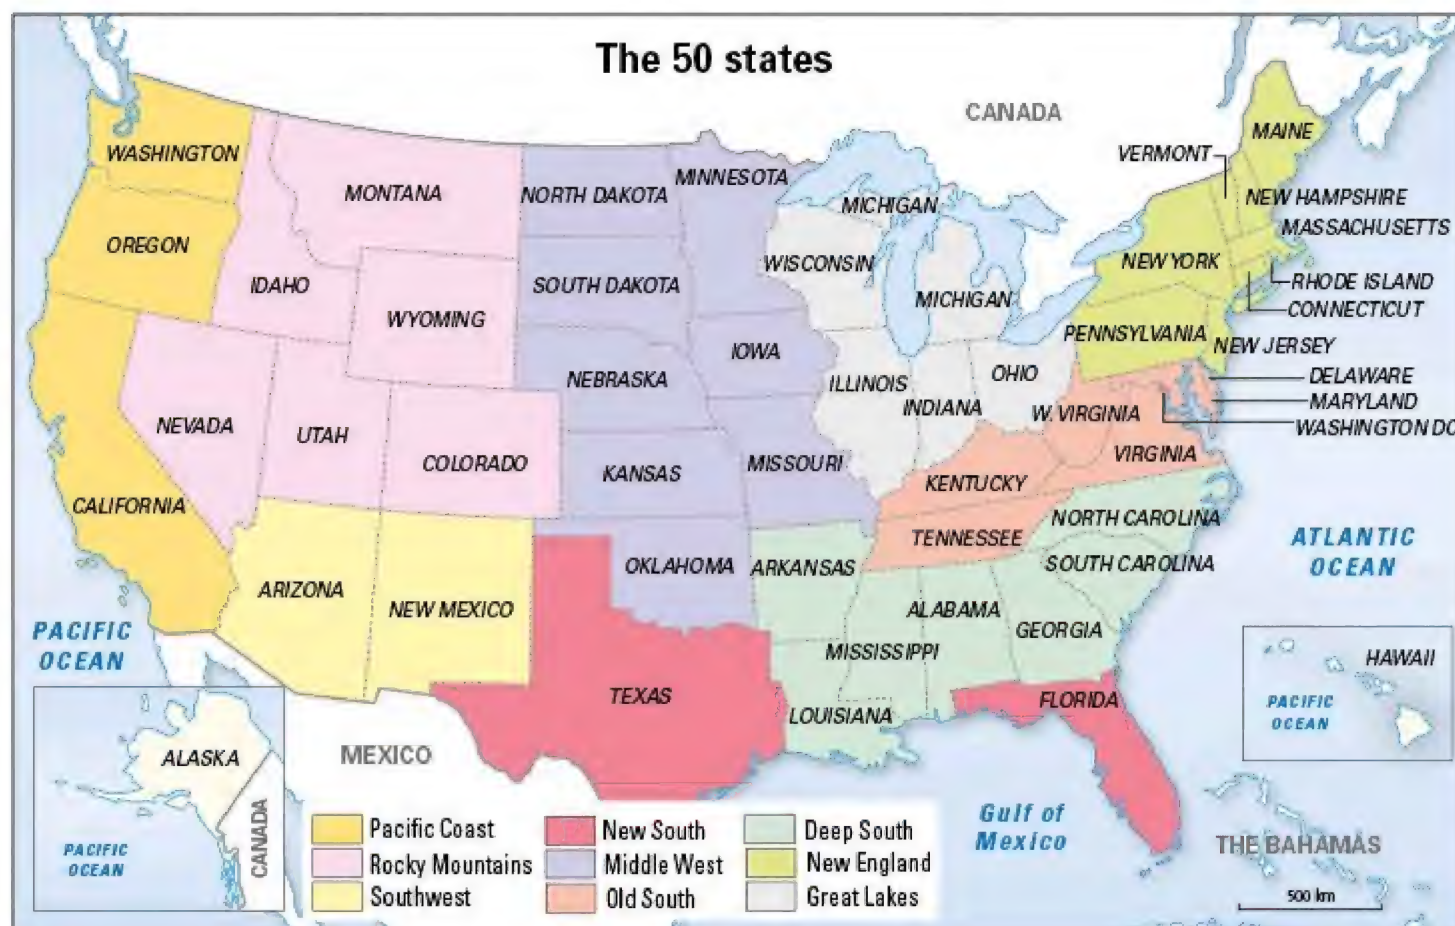 The 50 states
CANADA
MAINE
VERMONT
NEW HAMPSHIRE
MASSACHUSETTS
RHODE ISLAND
CONNECTICUT
NEW YORK
PENNSYLVANIA
NEW JERSEY
DELAWARE
MARYLAND
WASHINGTON DC
WASHINGTON
OREGON
CALIFORNIA
MONTANA
IDAHO
WYOMING
NEVADA
UTAH
COLORADO
ARIZONA
NEW MEXICO
NORTH DAKOTA
SOUTH DAKOTA
NEBRASKA
KANSAS
OKLAHOMA
MINNESOTA
IOWA
MISSOURI
MICHIGAN
WISCONSIN
MICHIGAN
ILLINOIS
INDIANA
OHIO
W. VIRGINIA
VIRGINIA
KENTUCKY
TENNESSEE
NORTH CAROLINA
SOUTH CAROLINA
ARKANSAS
ALABAMA
GEORGIA
MISSISSIPPI
LOUISIANA
TEXAS
FLORIDA
ATLANTIC
OCEAN
PACIFIC
OCEAN
HAWAII
PACIFIC
OCEAN
ALASKA
CANADA
PACIFIC
OCEAN
MEXICO
Gulf of
Mexico
THE BAHAMAS
500 km
Pacific Coast
Rocky Mountains
Southwest
New South
Middle West
Old South
Deep South
New England
Great Lakes